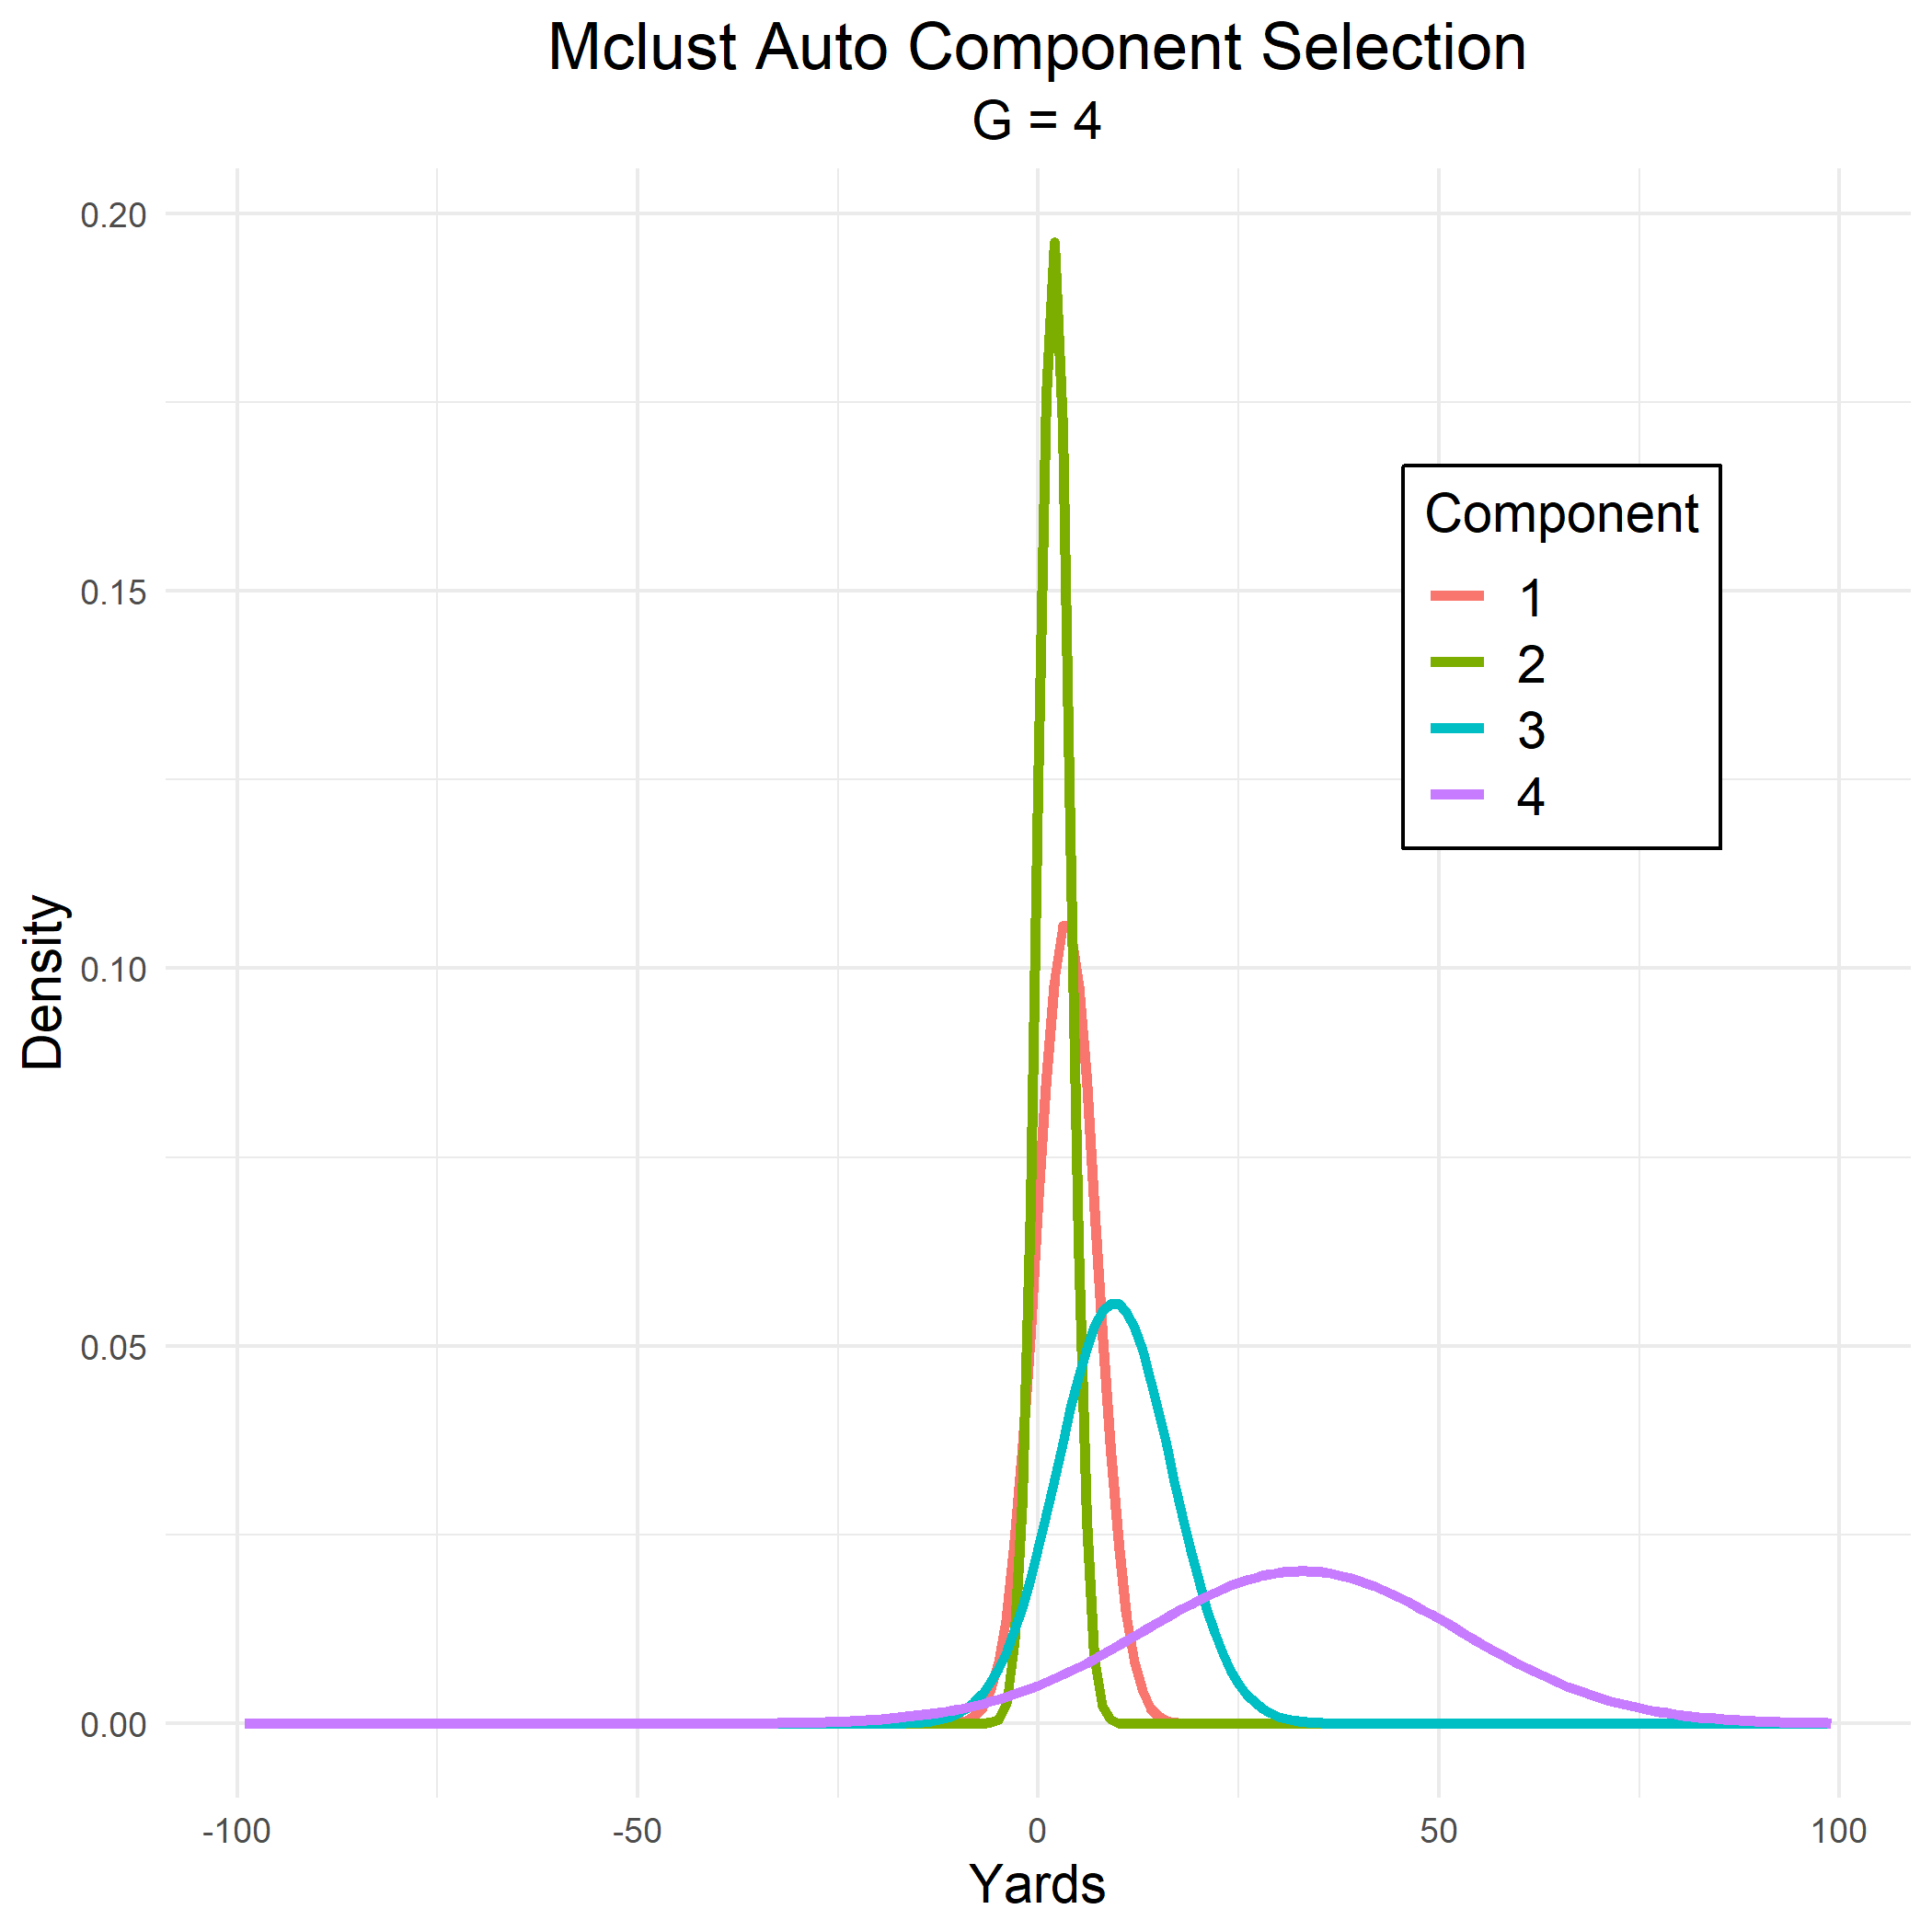 Mclust Auto Component Selection
G = 4
0.20
0.15
0.10
0.05
0.00
Density
Component
1
2
3
4
-100 -50 0 50 100
Yards